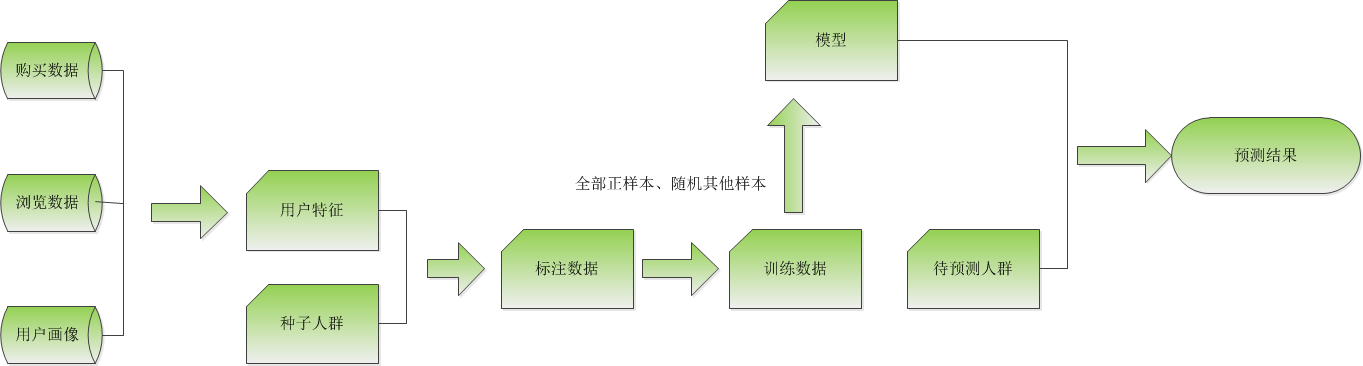 购买数据
浏览数据
用户画像
用户特征
种子人群
标注数据
训练数据
全部正样本、随机其他样本
模型
待预测人群
预测结果